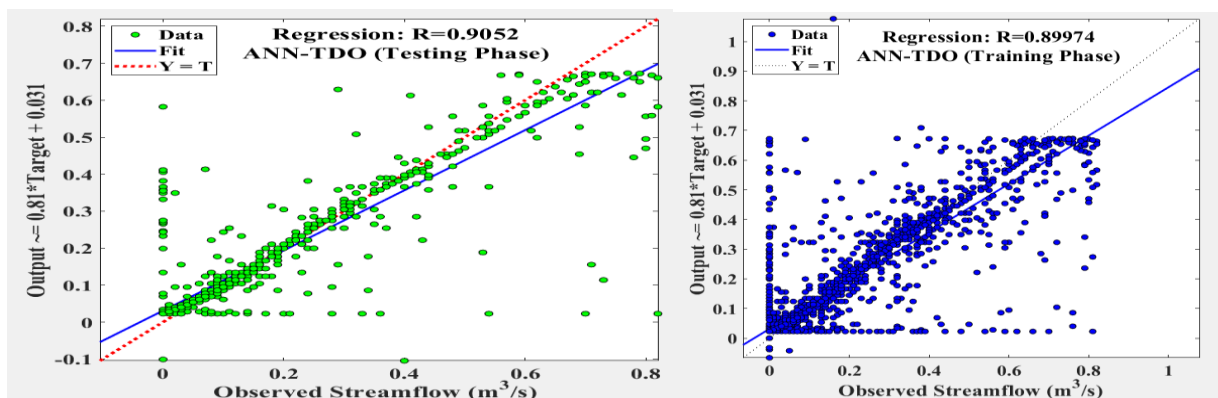 Output ~= 0.81*Target + 0.031
0.8
0.7
0.6
0.5
0.4
0.3
0.2
0.1
0
−0.1
Data
Fit
Y = T
Regression: R=0.9052
ANN-TDO (Testing Phase)
0
0.2
0.4
0.6
0.8
Observed Streamflow (m³/s)
Output ~= 0.81*Target + 0.031
1
0.9
0.8
0.7
0.6
0.5
0.4
0.3
0.2
0.1
0
Data
Fit
Y = T
Regression: R=0.89974
ANN-TDO (Training Phase)
0
0.2
0.4
0.6
0.8
1
Observed Streamflow (m³/s)